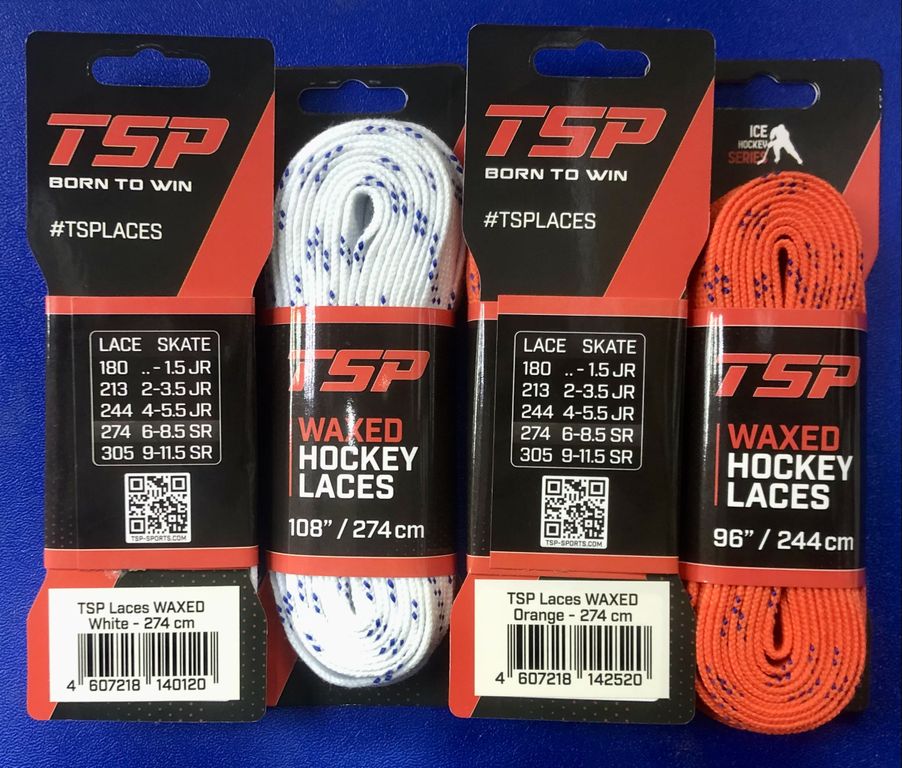 TSP
BORN TO WIN
#TSPLACES
LACE SKATE
180 ..- 1.5 JR
213 2-3.5 JR
244 4-5.5 JR
274 6-8.5 SR
305 9-11.5 SR
TSP-SPORTS.COM
TSP Laces WAXED
White - 274 cm
4 607218 140120
TSP
WAXED
HOCKEY
LACES
108” / 274 cm
TSP
BORN TO WIN
#TSPLACES
LACE SKATE
180 ..- 1.5 JR
213 2-3.5 JR
244 4-5.5 JR
274 6-8.5 SR
305 9-11.5 SR
TSP-SPORTS.COM
TSP Laces WAXED
Orange - 274 cm
4 607218 142520
ICE
HOCKEY
SERIES
TSP
WAXED
HOCKEY
LACES
96” / 244 cm